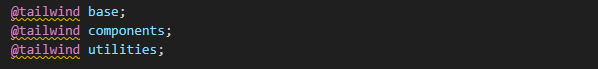 @tailwind base;
@tailwind components;
@tailwind utilities;